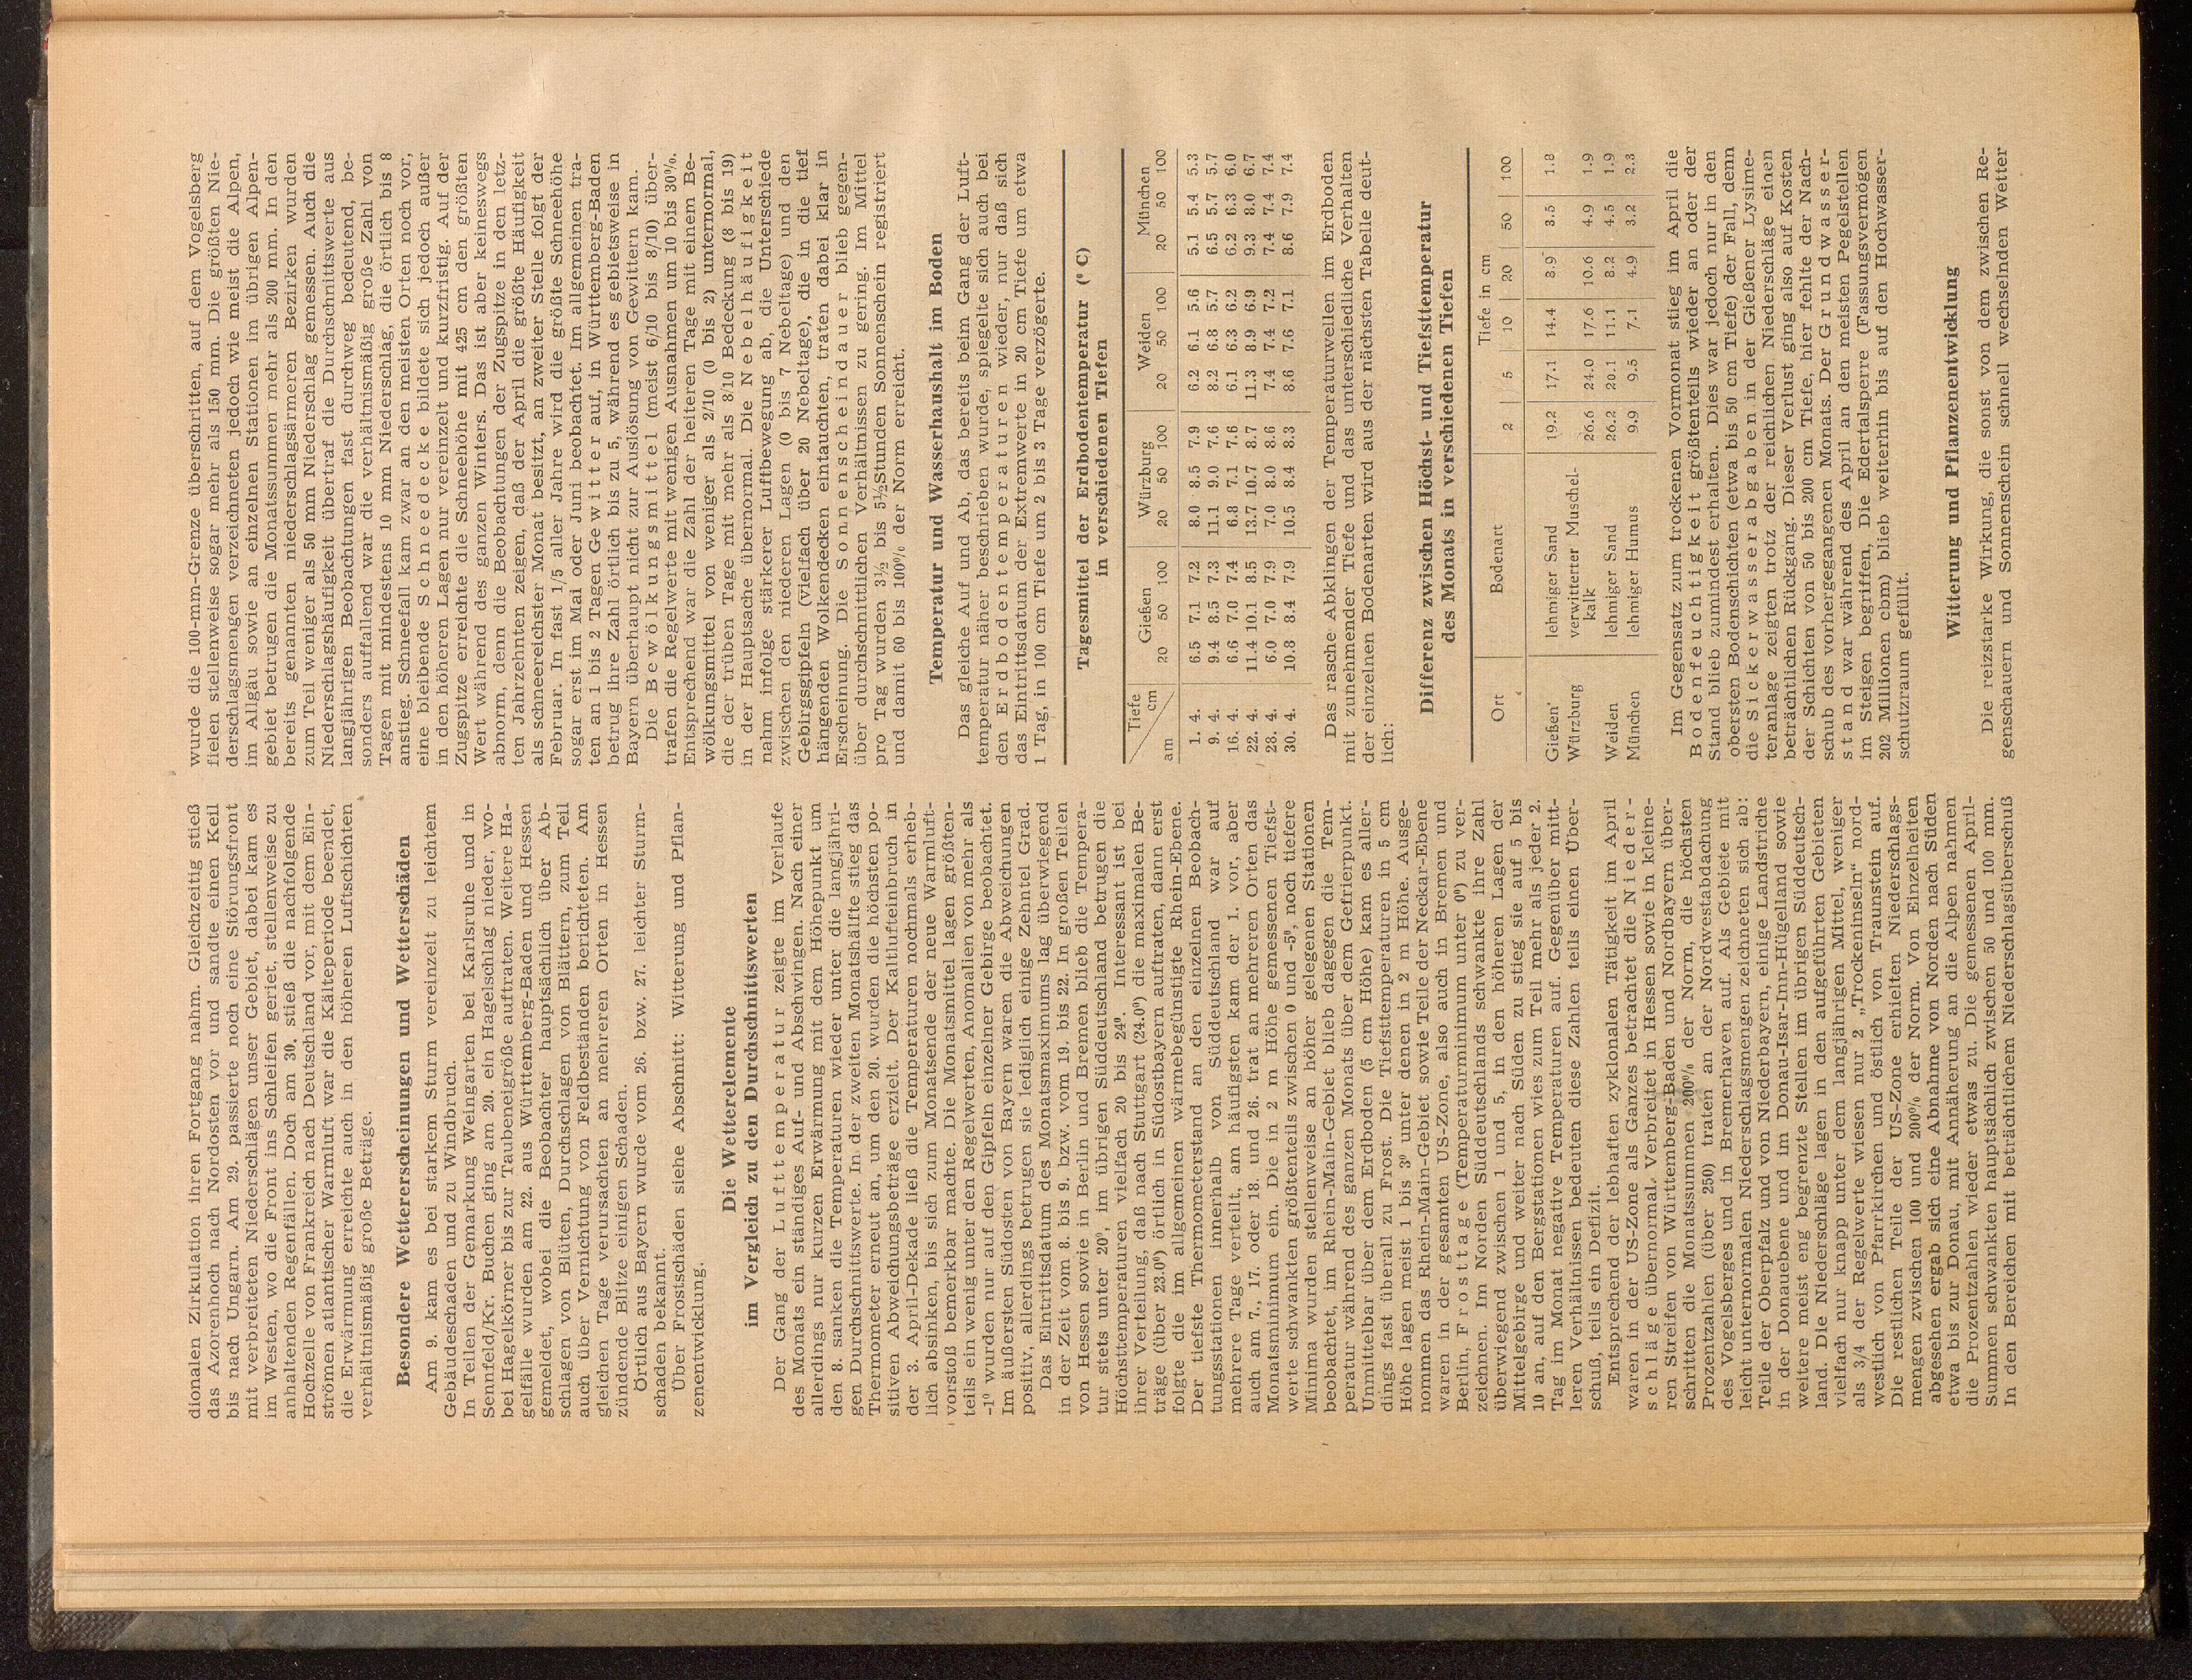 dionalen Zirkulation ihren Fortgang nahm. Gleichzeitig stieß
das Azorenhoch nach Nordosten vor und sandte einen Keil
bis nach Ungarn. Am 29. passierte noch eine Störungsfront
mit verbreiteten Niederschlägen unser Gebiet, dabei kam es
im Westen, wo die Front ins Schleifen geriet, stellenweise zu
anhaltenden Regenfällen. Doch am 30. stieß die nachfolgende
Hochzelle von Frankreich nach Deutschland vor, mit dem Ein-
strömen atlantischer Warmluft war die Kälteperiode beendet,
die Erwärmung erreichte auch in den höheren Luftschichten
verhältnismäßig große Beträge.
Besondere Wettererscheinungen und Wetterschäden
Am 9. kam es bei starkem Sturm vereinzelt zu leichtem
Gebäudeschaden und zu Windbruch.
In Teilen der Gemarkung Weingarten bei Karlsruhe und in
Sennfeld/Kr. Buchen ging am 20. ein Hagelschlag nieder, wo-
bei Hagelkörner bis zur Taubeneigröße auftraten. Weitere Ha-
gelfälle wurden am 22. aus Württemberg-Baden und Hessen
gemeldet, wobei die Beobachter hauptsächlich über Ab-
schlagen von Blüten, Durchschlagen von Blättern, zum Teil
auch über Vernichtung von Feldbeständen berichteten. Am
gleichen Tage verursachten an mehreren Orten in Hessen
zündende Blitze einigen Schaden.
Örtlich aus Bayern wurde vom 26. bzw. 27. leichter Sturm-
schaden bekannt.
Über Frostschäden siehe Abschnitt: Witterung und Pflan-
zenentwicklung.
Die Wetterelemente
im Vergleich zu den Durchschnittswerten
Der Gang der Lufttemperatur zeigte im Verlaufe
des Monats ein ständiges Auf- und Abschwingen. Nach einer
allerdings nur kurzen Erwärmung mit dem Höhepunkt um
den 8. sanken die Temperaturen wieder unter die langjähri-
gen Durchschnittswerte. In der zweiten Monatshälfte stieg das
Thermometer erneut an, um den 20. wurden die höchsten po-
sitiven Abweichungsbeträge erzielt. Der Kaltlufteinbruch in
der 3. April-Dekade ließ die Temperaturen nochmals erheb-
lich absinken, bis sich zum Monatsende der neue Warmluft-
vorstoß bemerkbar machte. Die Monatsmittel lagen größten-
teils ein wenig unter den Regelwerten, Anomalien von mehr als
-1⁰ wurden nur auf den Gipfeln einzelner Gebirge beobachtet.
Im äußersten Südosten von Bayern waren die Abweichungen
positiv, allerdings betrugen sie lediglich einige Zehntel Grad.
Das Eintrittsdatum des Monatsmaximums lag überwiegend
in der Zeit vom 8. bis 9. bzw. vom 19. bis 22. In großen Teilen
von Hessen sowie in Berlin und Bremen blieb die Tempera-
tur stets unter 20⁰, im übrigen Süddeutschland betrugen die
Höchsttemperaturen vielfach 20 bis 24⁰. Interessant ist bei
ihrer Verteilung, daß nach Stuttgart (24.0⁰) die maximalen Be-
träge (über 23.0⁰) örtlich in Südostbayern auftraten, dann erst
folgte die im allgemeinen wärmebegünstigte Rhein-Ebene.
Der tiefste Thermometerstand an den einzelnen Beobach-
tungsstationen innerhalb von Süddeutschland war auf
mehrere Tage verteilt, am häufigsten kam der 1. vor, aber
auch am 7., 17. oder 18. und 26. trat an mehreren Orten das
Monatsminimum ein. Die in 2 m Höhe gemessenen Tiefst-
werte schwankten größtenteils zwischen 0 und -5⁰, noch tiefere
Minima wurden stellenweise an höher gelegenen Stationen
beobachtet, im Rhein-Main-Gebiet blieb dagegen die Tem-
peratur während des ganzen Monats über dem Gefrierpunkt.
Unmittelbar über dem Erdboden (5 cm Höhe) kam es aller-
dings fast überall zu Frost. Die Tiefsttemperaturen in 5 cm
Höhe lagen meist 1 bis 3⁰ unter denen in 2 m Höhe. Ausge-
nommen das Rhein-Main-Gebiet sowie Teile der Neckar-Ebene
waren in der gesamten US-Zone, also auch in Bremen und
Berlin, Frosttage (Temperaturminimum unter 0⁰) zu ver-
zeichnen. Im Norden Süddeutschlands schwankte ihre Zahl
überwiegend zwischen 1 und 5, in den höheren Lagen der
Mittelgebirge und weiter nach Süden zu stieg sie auf 5 bis
10 an, auf den Bergstationen wies zum Teil mehr als jeder 2.
Tag im Monat negative Temperaturen auf. Gegenüber mitt-
leren Verhältnissen bedeuten diese Zahlen teils einen Über-
schuß, teils ein Defizit.
Entsprechend der lebhaften zyklonalen Tätigkeit im April
waren in der US-Zone als Ganzes betrachtet die Nieder-
schläge übernormal. Verbreitet in Hessen sowie in kleine-
ren Streifen von Württemberg-Baden und Nordbayern über-
schritten die Monatssummen 200% der Norm, die höchsten
Prozentzahlen (über 250) traten an der Nordwestabdachung
des Vogelsberges und in Bremerhaven auf. Als Gebiete mit
leicht unternormalen Niederschlagsmengen zeichneten sich ab:
Teile der Oberpfalz und von Niederbayern, einige Landstriche
in der Donauebene und im Donau-Isar-Inn-Hügelland sowie
weitere meist eng begrenzte Stellen im übrigen Süddeutsch-
land. Die Niederschläge lagen in den aufgeführten Gebieten
vielfach nur knapp unter dem langjährigen Mittel, weniger
als 3/4 der Regelwerte wiesen nur 2 „Trockeninseln“ nord-
westlich von Pfarrkirchen und östlich von Traunstein auf.
Die restlichen Teile der US-Zone erhielten Niederschlags-
mengen zwischen 100 und 200% der Norm. Von Einzelheiten
abgesehen ergab sich eine Abnahme von Norden nach Süden
etwa bis zur Donau, mit Annäherung an die Alpen nahmen
die Prozentzahlen wieder etwas zu. Die gemessenen April-
Summen schwankten hauptsächlich zwischen 50 und 100 mm.
In den Bereichen mit beträchtlichem Niederschlagsüberschuß
wurde die 100-mm-Grenze überschritten, auf dem Vogelsberg
fielen stellenweise sogar mehr als 150 mm. Die größten Nie-
derschlagsmengen verzeichneten jedoch wie meist die Alpen,
im Allgäu sowie an einzelnen Stationen im übrigen Alpen-
gebiet betrugen die Monatssummen mehr als 200 mm. In den
bereits genannten niederschlagsärmeren Bezirken wurden
zum Teil weniger als 50 mm Niederschlag gemessen. Auch die
Niederschlagshäufigkeit übertraf die Durchschnittswerte aus
langjährigen Beobachtungen fast durchweg bedeutend, be-
sonders auffallend war die verhältnismäßig große Zahl von
Tagen mit mindestens 10 mm Niederschlag, die örtlich bis 8
anstieg. Schneefall kam zwar an den meisten Orten noch vor,
eine bleibende Schneedecke bildete sich jedoch außer
in den höheren Lagen nur vereinzelt und kurzfristig. Auf der
Zugspitze erreichte die Schneehöhe mit 425 cm den größten
Wert während des ganzen Winters. Das ist aber keineswegs
abnorm, denn die Beobachtungen der Zugspitze in den letz-
ten Jahrzehnten zeigen, daß der April die größte Häufigkeit
als schneereichster Monat besitzt, an zweiter Stelle folgt der
Februar. In fast 1/5 aller Jahre wird die größte Schneehöhe
sogar erst im Mai oder Juni beobachtet. Im allgemeinen tra-
ten an 1 bis 2 Tagen Gewitter auf, in Württemberg-Baden
betrug ihre Zahl örtlich bis zu 5, während es gebietsweise in
Bayern überhaupt nicht zur Auslösung von Gewittern kam.
Die Bewölkungsmittel (meist 6/10 bis 8/10) über-
trafen die Regelwerte mit wenigen Ausnahmen um 10 bis 30%.
Entsprechend war die Zahl der heiteren Tage mit einem Be-
wölkungsmittel von weniger als 2/10 (0 bis 2) unternormal,
die der trüben Tage mit mehr als 8/10 Bedeckung (8 bis 19)
in der Hauptsache übernormal. Die Nebelhäufigkeit
nahm infolge stärkerer Luftbewegung ab, die Unterschiede
zwischen den niederen Lagen (0 bis 7 Nebeltage) und den
Gebirgsgipfeln (vielfach über 20 Nebeltage), die in die tief
hängenden Wolkendecken eintauchten, traten dabei klar in
Erscheinung. Die Sonnenscheindauer blieb gegen-
über durchschnittlichen Verhältnissen zu gering. Im Mittel
pro Tag wurden 3½ bis 5½ Stunden Sonnenschein registriert
und damit 60 bis 100% der Norm erreicht.
Temperatur und Wasserhaushalt im Boden
Das gleiche Auf und Ab, das bereits beim Gang der Luft-
temperatur näher beschrieben wurde, spiegelte sich auch bei
den Erdbodentemperaturen wieder, nur daß sich
das Eintrittsdatum der Extremwerte in 20 cm Tiefe um etwa
1 Tag, in 100 cm Tiefe um 2 bis 3 Tage verzögerte.
Tagesmittel der Erdbodentemperatur (⁰ C)
in verschiedenen Tiefen
Tiefe cm Gießen Würzburg Weiden München
am 20 50 100 20 50 100 20 50 100 20 50 100
1. 4. 6.5 7.1 7.2 8.0 8.5 7.9 6.2 6.1 5.6 5.1 5.4 5.3
9. 4. 9.4 8.5 7.3 11.1 9.0 7.6 8.2 6.8 5.7 6.5 5.7 5.7
16. 4. 6.6 7.0 7.4 6.8 7.1 7.6 6.1 6.3 6.2 6.2 6.3 6.0
22. 4. 11.4 10.1 8.5 13.7 10.7 8.7 11.3 8.9 6.9 9.3 8.0 6.7
28. 4. 6.0 7.0 7.9 7.0 8.0 8.6 7.4 7.4 7.2 7.4 7.4 7.4
30. 4. 10.8 8.4 7.9 10.5 8.4 8.3 8.6 7.6 7.1 8.6 7.9 7.4
Das rasche Abklingen der Temperaturwellen im Erdboden
mit zunehmender Tiefe und das unterschiedliche Verhalten
der einzelnen Bodenarten wird aus der nächsten Tabelle deut-
lich:
Differenz zwischen Höchst- und Tiefsttemperatur
des Monats in verschiedenen Tiefen
Ort Bodenart Tiefe in cm
2 5 10 20 50 100
Gießen lehmiger Sand 19.2 17.1 14.4 8.9 3.5 1.8
Würzburg verwitterter Muschel-
kalk 26.6 24.0 17.6 10.6 4.9 1.9
Weiden lehmiger Sand 26.2 20.1 11.1 8.2 4.5 1.9
München lehmiger Humus 9.9 9.5 7.1 4.9 3.2 2.3
Im Gegensatz zum trockenen Vormonat stieg im April die
Bodenfeuchtigkeit größtenteils wieder an oder der
Stand blieb zumindest erhalten. Dies war jedoch nur in den
obersten Bodenschichten (etwa bis 50 cm Tiefe) der Fall, denn
die Sickerwasserabgaben in der Gießener Lysime-
teranlage zeigten trotz der reichlichen Niederschläge einen
beträchtlichen Rückgang. Dieser Verlust ging also auf Kosten
der Schichten von 50 bis 200 cm Tiefe, hier fehlte der Nach-
schub des vorhergegangenen Monats. Der Grundwasser-
stand war während des April an den meisten Pegelstellen
im Steigen begriffen, Die Edertalsperre (Fassungsvermögen
202 Millionen cbm) blieb weiterhin bis auf den Hochwasser-
schutzraum gefüllt.
Witterung und Pflanzenentwicklung
Die reizstarke Wirkung, die sonst von dem zwischen Re-
genschauern und Sonnenschein schnell wechselnden Wetter